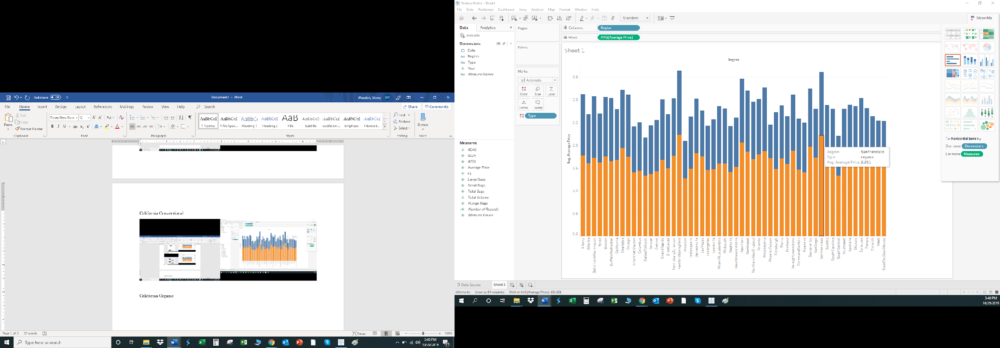 AutoSave Off
Document1 - Word
Wandah, Valery WV
File Home Insert Design Layout References Mailings Review View Help Search
Share Comments
Paste
Cut
Copy
Format Painter
Clipboard
Times New Rom 12
Font
Paragraph
AaBbCcI AaBbCcI AaBbCc AaBbCcI AaB AaBbCcD AaBbCcI AaBbCcI AaBbCcI
1 Normal 1 No Spac... Heading 1 Heading 2 Title Subtitle Subtle Em... Emphasis Intense E...
Styles
Find
Replace
Select
Editing
Dictate
Voice
California Conventional
California Organic
Page 3 of 3 57 words
Focus
100%
Type here to search
3:40 PM
10/29/2019
21
Tableau Public - Book1
File Data Worksheet Dashboard Story Analysis Map Format Window Help
Standard
Show Me
Data Analytics
avocado
Dimensions
Date
Abc Region
Abc Type
Year
Abc Measure Names
Measures
4046
4225
4770
Average Price
F1
Large Bags
Small Bags
Total Bags
Total Volume
XLarge Bags
Number of Records
Measure Values
Pages
Filters
Marks
Automatic
Color Size Label
Detail Tooltip
Type
Columns Region
Rows AVG(Average Price)
Sheet 1
Region
Avg. Average Price
3.5
3.0
2.5
2.0
1.5
1.0
0.5
0.0
Region: SanFrancisco
Type: organic
Avg. Average Price: 2.211
Albany
Atlanta
BaltimoreWashington
Boise
Boston
BuffaloRochester
California
Charlotte
Chicago
CincinnatiDayton
Columbus
DallasFtWorth
Denver
Detroit
GrandRapids
GreatLakes
HarrisburgScranton
HartfordSpringfield
Houston
Indianapolis
Jacksonville
LasVegas
LosAngeles
Louisville
MiamiFtLauderdale
Midsouth
Nashville
NewOrleansMobile
NewYork
Northeast
NorthernNewEngland
Orlando
Philadelphia
PhoenixTucson
Pittsburgh
Plains
Portland
RaleighGreensboro
RichmondNorfolk
Roanoke
Sacramento
SanDiego
SanFrancisco
Seattle
SouthCarolina
SouthCentral
Southeast
Spokane
StLouis
Syracuse
Tampa
TotalUS
West
WestTexNewMexico
For horizontal bars try
0 or more Dimensions
1 or more Measures
Data Source Sheet 1
108 marks 1 row by 54 columns SUM of AVG(Average Price): 151.851
3:40 PM
10/29/2019